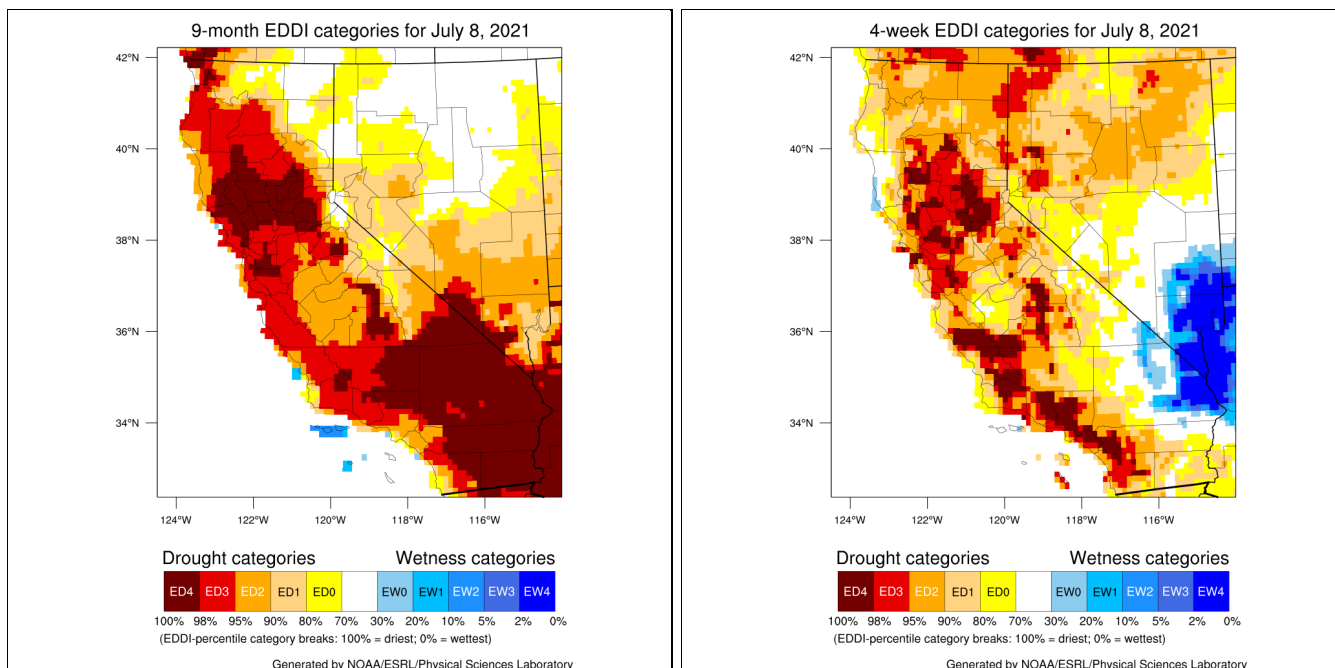 9-month EDDI categories for July 8, 2021
42°N
40°N
38°N
36°N
34°N
124°W 122°W 120°W 118°W 116°W
Drought categories Wetness categories
ED4 ED3 ED2 ED1 ED0 EW0 EW1 EW2 EW3 EW4
100% 98% 95% 90% 80% 70% 30% 20% 10% 5% 2% 0%
(EDDI-percentile category breaks: 100% = driest; 0% = wettest)
Generated by NOAA/ESRL/Physical Sciences Laboratory
4-week EDDI categories for July 8, 2021
42°N
40°N
38°N
36°N
34°N
124°W 122°W 120°W 118°W 116°W
Drought categories Wetness categories
ED4 ED3 ED2 ED1 ED0 EW0 EW1 EW2 EW3 EW4
100% 98% 95% 90% 80% 70% 30% 20% 10% 5% 2% 0%
(EDDI-percentile category breaks: 100% = driest; 0% = wettest)
Generated by NOAA/ESRL/Physical Sciences Laboratory